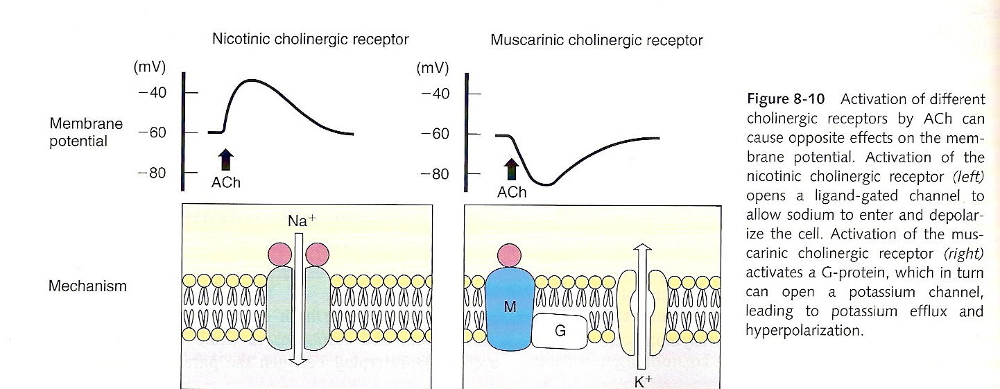 Nicotinic cholinergic receptor
Muscarinic cholinergic receptor
(mV)
−40
−60
−80
Membrane
potential
ACh
(mV)
−40
−60
−80
ACh
Figure 8-10 Activation of different
cholinergic receptors by ACh can
cause opposite effects on the mem-
brane potential. Activation of the
nicotinic cholinergic receptor (left)
opens a ligand-gated channel to
allow sodium to enter and depolar-
ize the cell. Activation of the mus-
carinic cholinergic receptor (right)
activates a G-protein, which in turn
can open a potassium channel,
leading to potassium efflux and
hyperpolarization.
Mechanism
Na⁺
M
G
K⁺